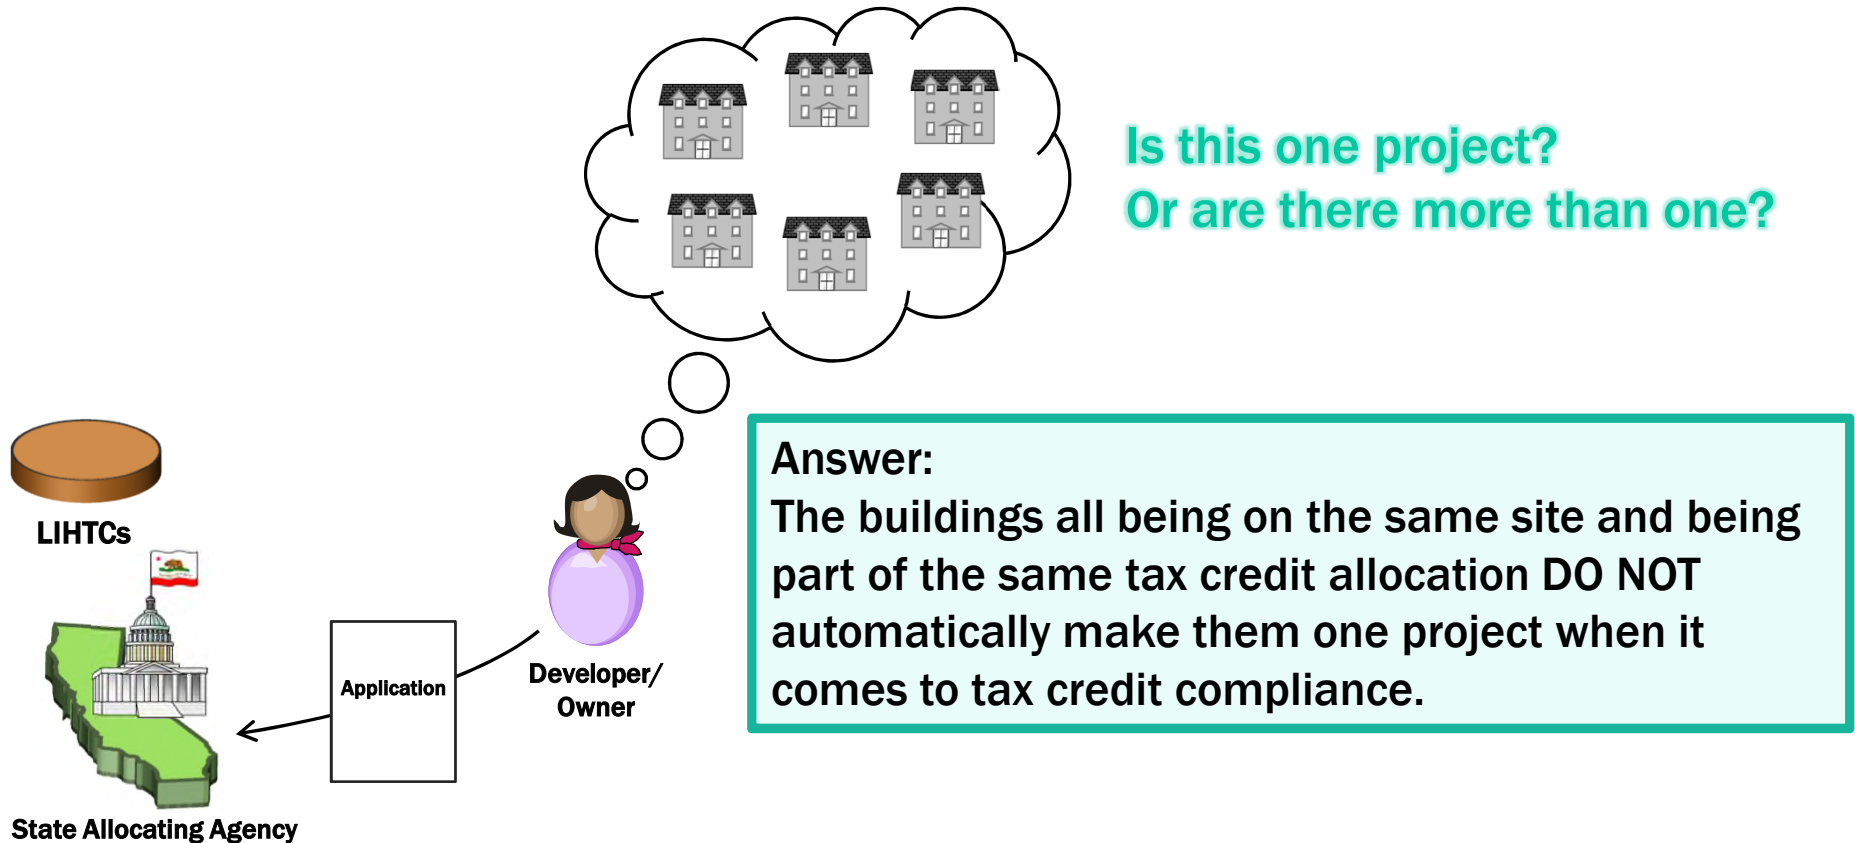 Is this one project?
Or are there more than one?
LIHTCs
Application
Developer/
Owner
State Allocating Agency
Answer:
The buildings all being on the same site and being
part of the same tax credit allocation DO NOT
automatically make them one project when it
comes to tax credit compliance.